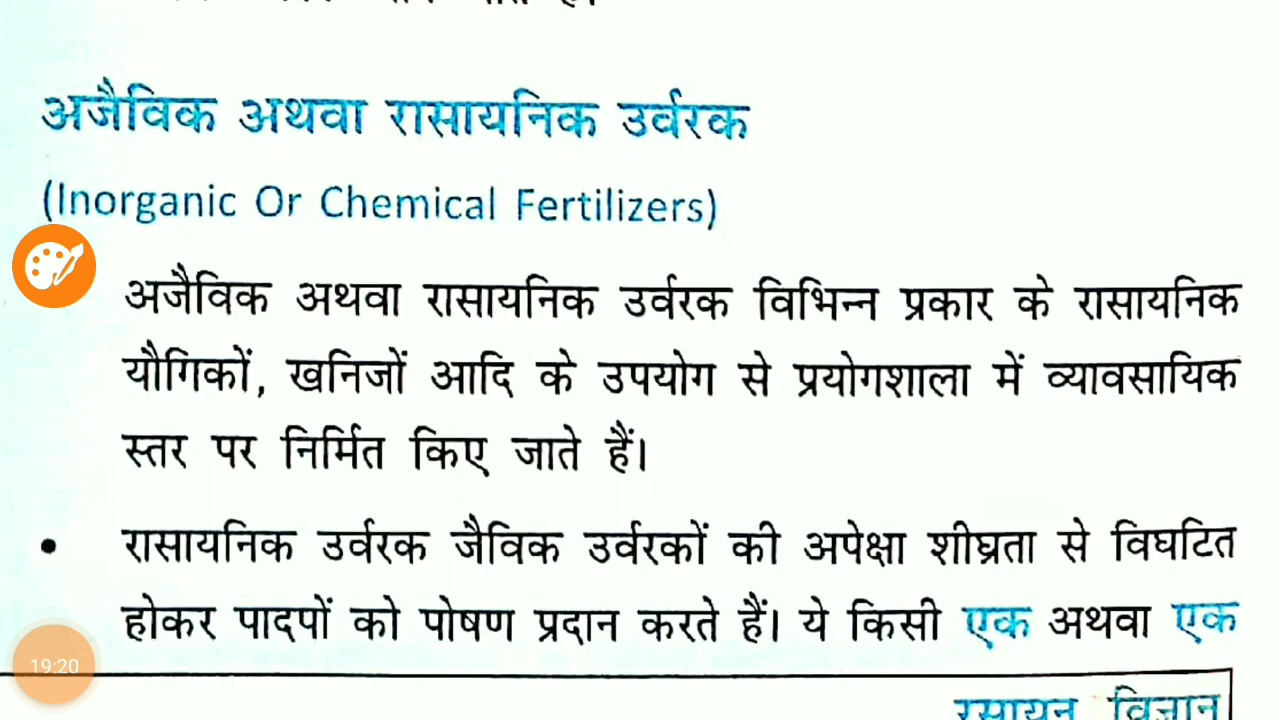 अजैविक अथवा रासायनिक उर्वरक
(Inorganic Or Chemical Fertilizers)
अजैविक अथवा रासायनिक उर्वरक विभिन्न प्रकार के रासायनिक
यौगिकों, खनिजों आदि के उपयोग से प्रयोगशाला में व्यावसायिक
स्तर पर निर्मित किए जाते हैं।
• रासायनिक उर्वरक जैविक उर्वरकों की अपेक्षा शीघ्रता से विघटित
होकर पादपों को पोषण प्रदान करते हैं। ये किसी एक अथवा एक
19:20
रसायन विज्ञान